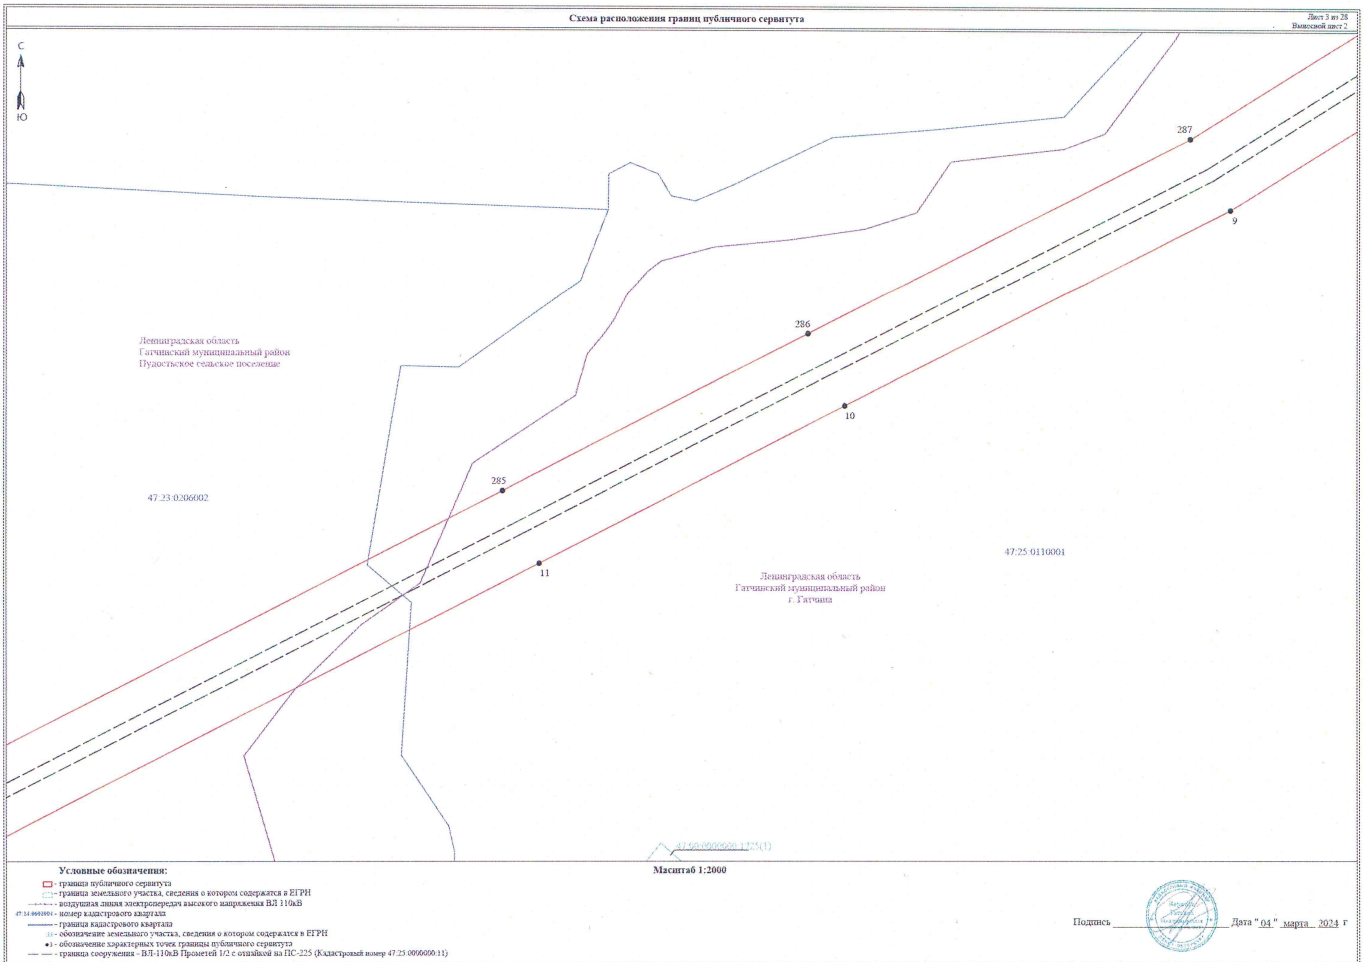 Схема расположения границ публичного сервитута
Лист 3 из 28
Выносной лист 2
С
Ю
287
9
286
10
285
11
Ленинградская область
Гатчинский муниципальный район
Пудостьское сельское поселение
47:23:0206002
47:25:0110001
Ленинградская область
Гатчинский муниципальный район
г. Гатчина
Масштаб 1:2000
Условные обозначения:
- граница публичного сервитута
- граница земельного участка, сведения о котором содержатся в ЕГРН
- воздушная линия электропередач высокого напряжения ВЛ 110кВ
- номер кадастрового квартала
- граница кадастрового квартала
- обозначение земельного участка, сведения о котором содержатся в ЕГРН
- обозначение характерных точек границы публичного сервитута
- граница сооружения - ВЛ-110кВ Прометей 1/2 с отпайкой на ПС-225 (Кадастровый номер 47:25:0000000:11)
Подпись Дата "04" марта 2024 г